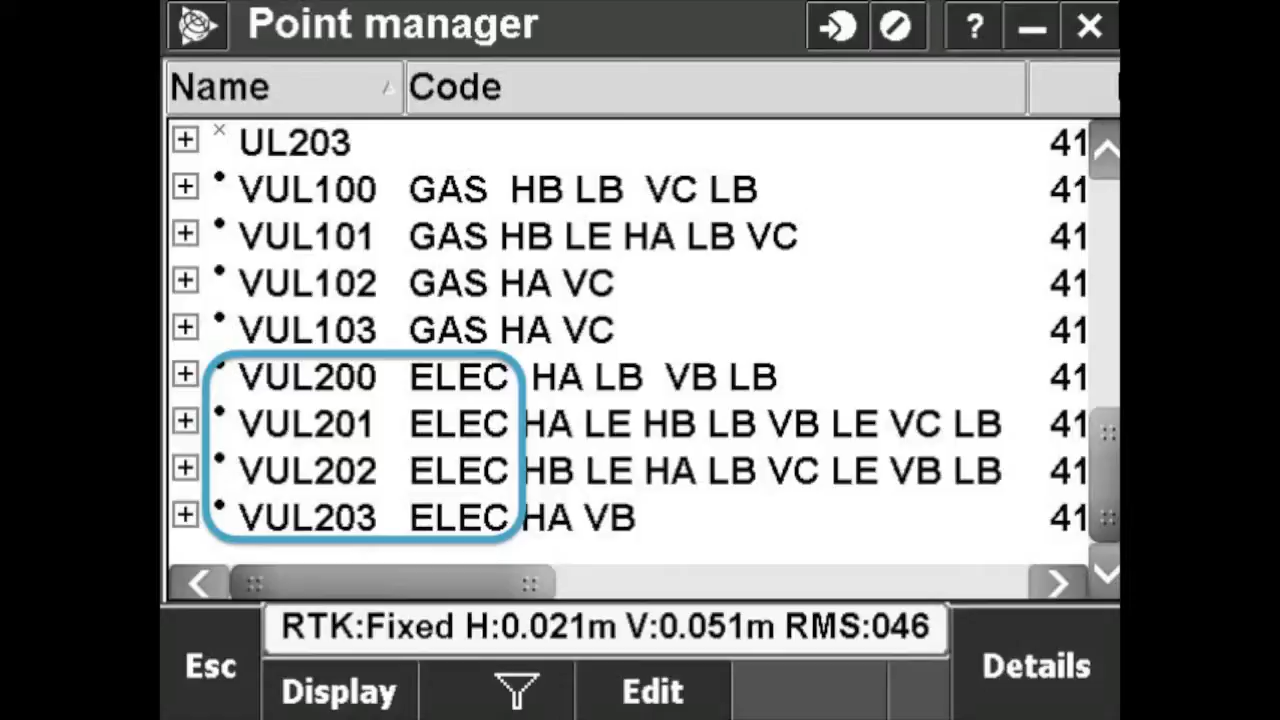 Point manager ?
Name Code
UL203 41
VUL100 GAS HB LB VC LB 41
VUL101 GAS HB LE HA LB VC 41
VUL102 GAS HA VC 41
VUL103 GAS HA VC 41
VUL200 ELEC HA LB VB LB 41
VUL201 ELEC HA LE HB LB VB LE VC LB 41
VUL202 ELEC HB LE HA LB VC LE VB LB 41
VUL203 ELEC HA VB 41
RTK:Fixed H:0.021m V:0.051m RMS:046
Esc Details
Display Edit